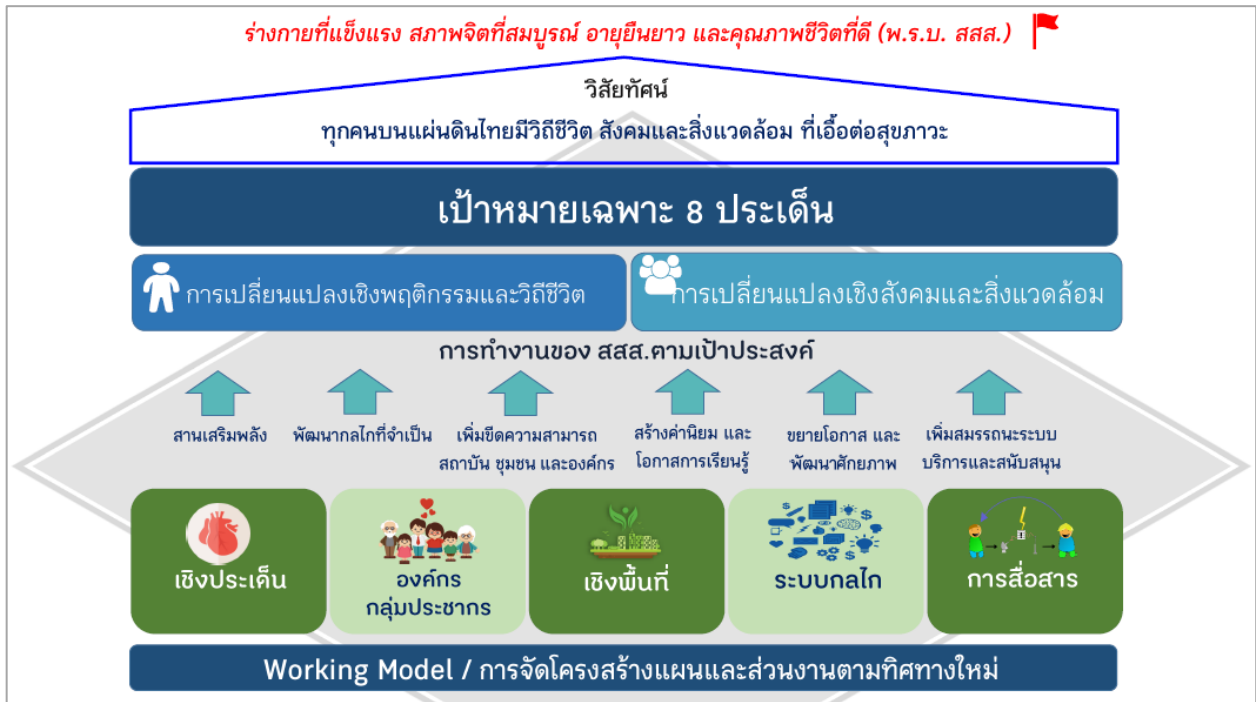 ร่างกายที่แข็งแรง สภาพจิตที่สมบูรณ์ อายุยืนยาว และคุณภาพชีวิตที่ดี (พ.ร.บ. สสส.)
วิสัยทัศน์
ทุกคนบนแผ่นดินไทยมีวิถีชีวิต สังคมและสิ่งแวดล้อม ที่เอื้อต่อสุขภาวะ
เป้าหมายเฉพาะ 8 ประเด็น
การเปลี่ยนแปลงเชิงพฤติกรรมและวิถีชีวิต
การเปลี่ยนแปลงเชิงสังคมและสิ่งแวดล้อม
การทำงานของ สสส.ตามเป้าประสงค์
สานเสริมพลัง
พัฒนากลไกที่จำเป็น
เพิ่มขีดความสามารถ
สถาบัน ชุมชน และองค์กร
สร้างค่านิยม และ
โอกาสการเรียนรู้
ขยายโอกาส และ
พัฒนาศักยภาพ
เพิ่มสมรรถนะระบบ
บริการและสนับสนุน
เชิงประเด็น
องค์กร
กลุ่มประชากร
เชิงพื้นที่
ระบบกลไก
การสื่อสาร
Working Model / การจัดโครงสร้างแผนและส่วนงานตามทิศทางใหม่